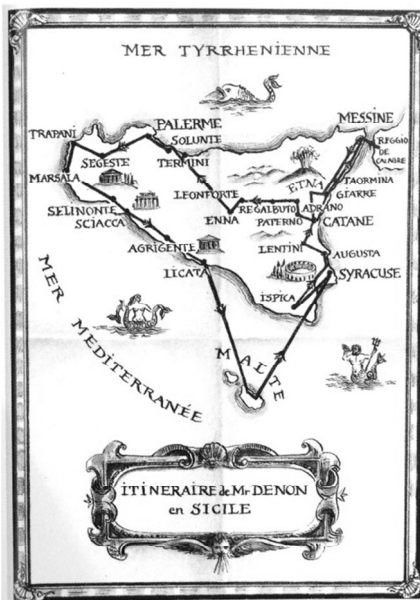 MER TYRRHENIENNE
PALERME
MESSINE
SOLUNTE
TRAPANI
REGGIO
DE
CALABRE
SEGESTE
TERMINI
ETNA
TAORMINA
MARSALA
GIARRE
LEONFORTE
REGALBUTO
ADRANO
SELINONTE
ENNA
PATERNO
CATANE
SCIACCA
AGRIGENTE
LENTINI
AUGUSTA
LICATA
SYRACUSE
ISPICA
MER MEDITERRANÉE
MALTE
ITINERAIRE de Mr DENON
en SICILE